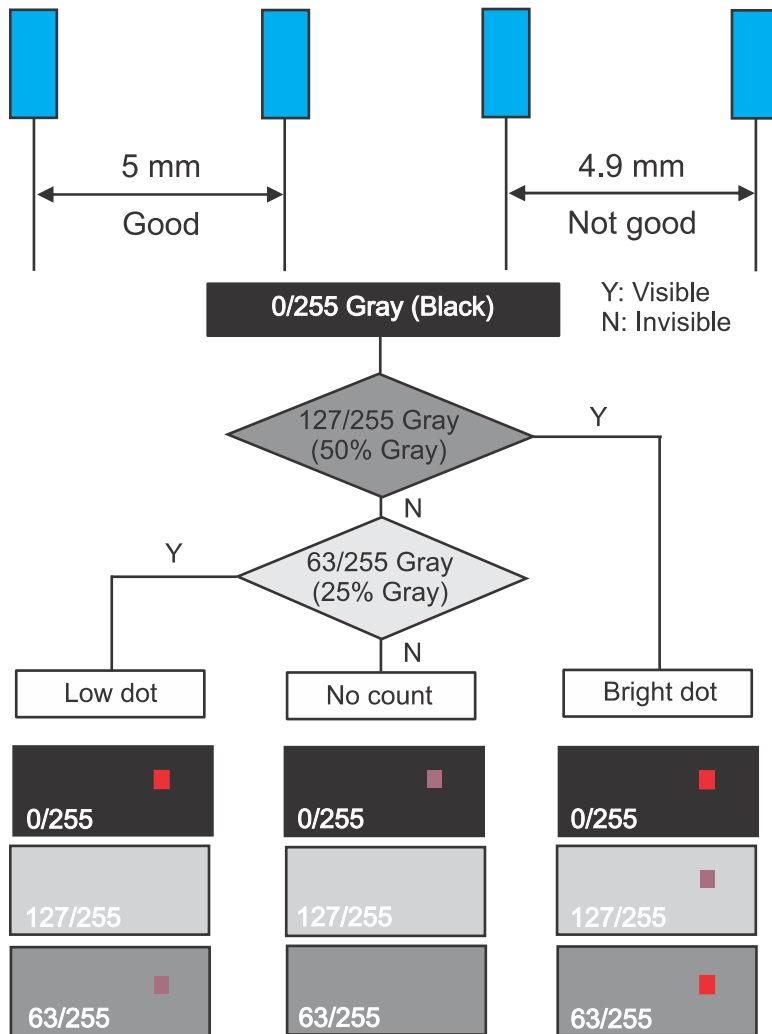 5 mm
Good
4.9 mm
Not good
0/255 Gray (Black)
Y: Visible
N: Invisible
127/255 Gray
(50% Gray)
Y
N
Y
63/255 Gray
(25% Gray)
N
Low dot
No count
Bright dot
0/255
0/255
0/255
127/255
127/255
127/255
63/255
63/255
63/255